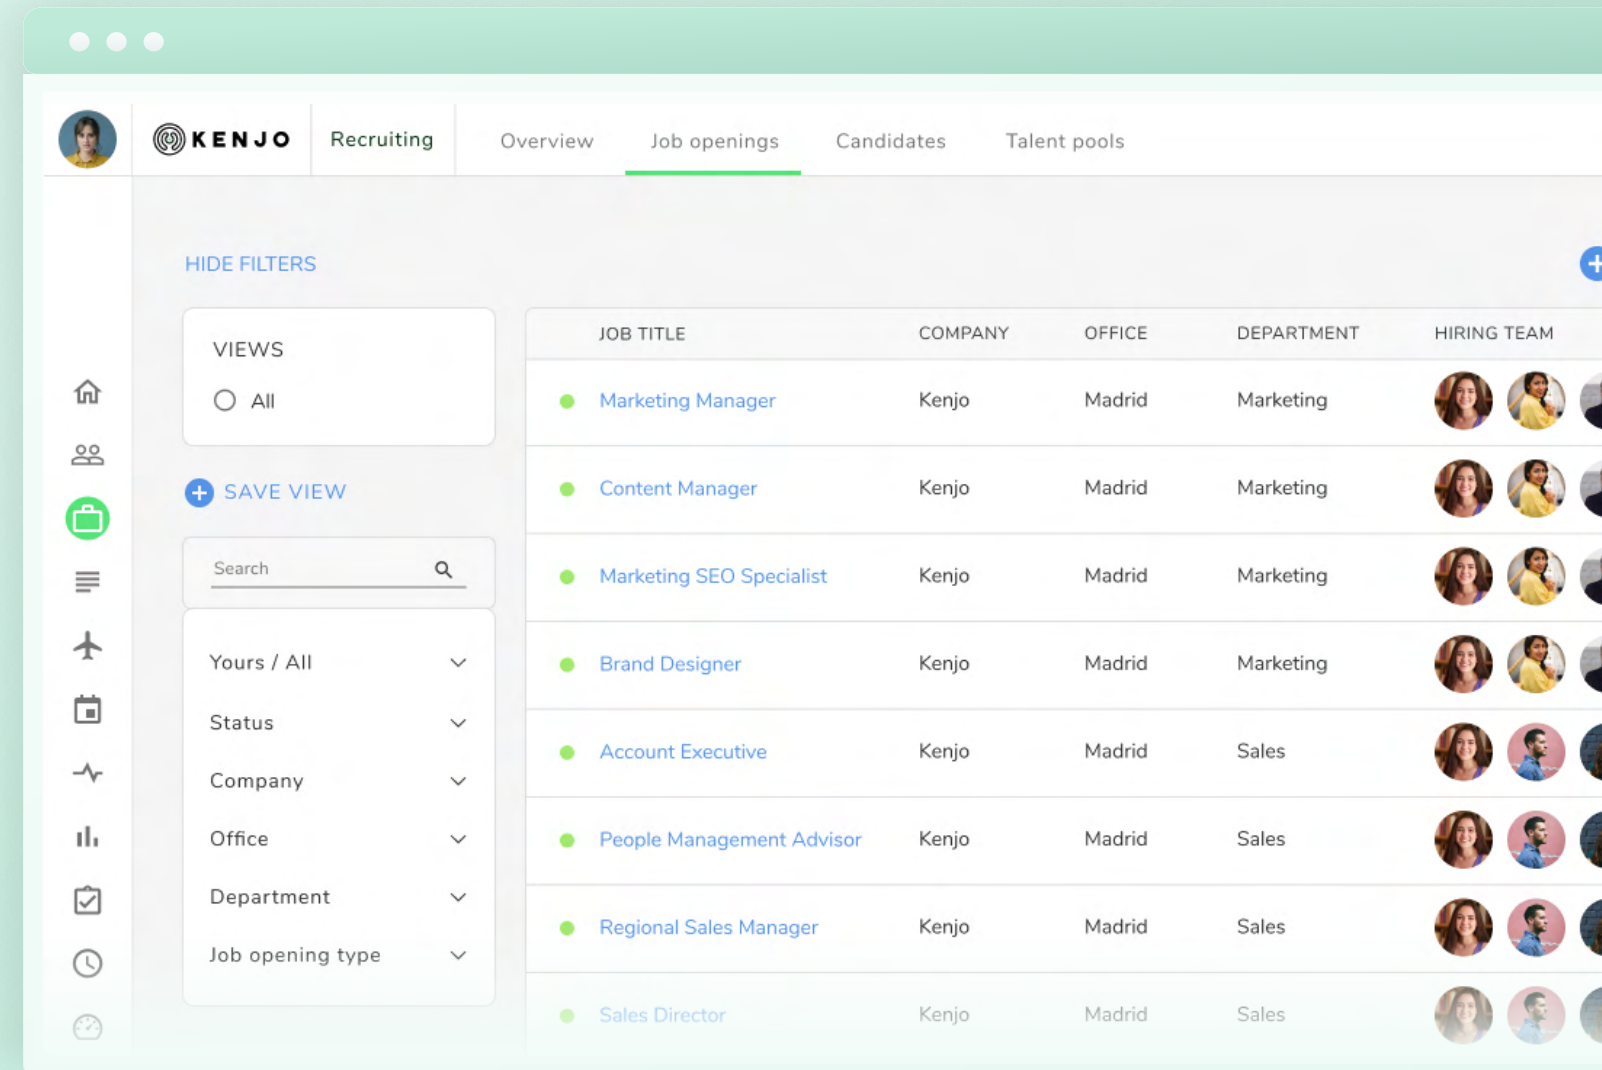 KENJO
Recruiting
Overview
Job openings
Candidates
Talent pools
HIDE FILTERS
VIEWS
All
SAVE VIEW
Search
Yours / All
Status
Company
Office
Department
Job opening type
JOB TITLE COMPANY OFFICE DEPARTMENT HIRING TEAM
Marketing Manager Kenjo Madrid Marketing
Content Manager Kenjo Madrid Marketing
Marketing SEO Specialist Kenjo Madrid Marketing
Brand Designer Kenjo Madrid Marketing
Account Executive Kenjo Madrid Sales
People Management Advisor Kenjo Madrid Sales
Regional Sales Manager Kenjo Madrid Sales
Sales Director Kenjo Madrid Sales